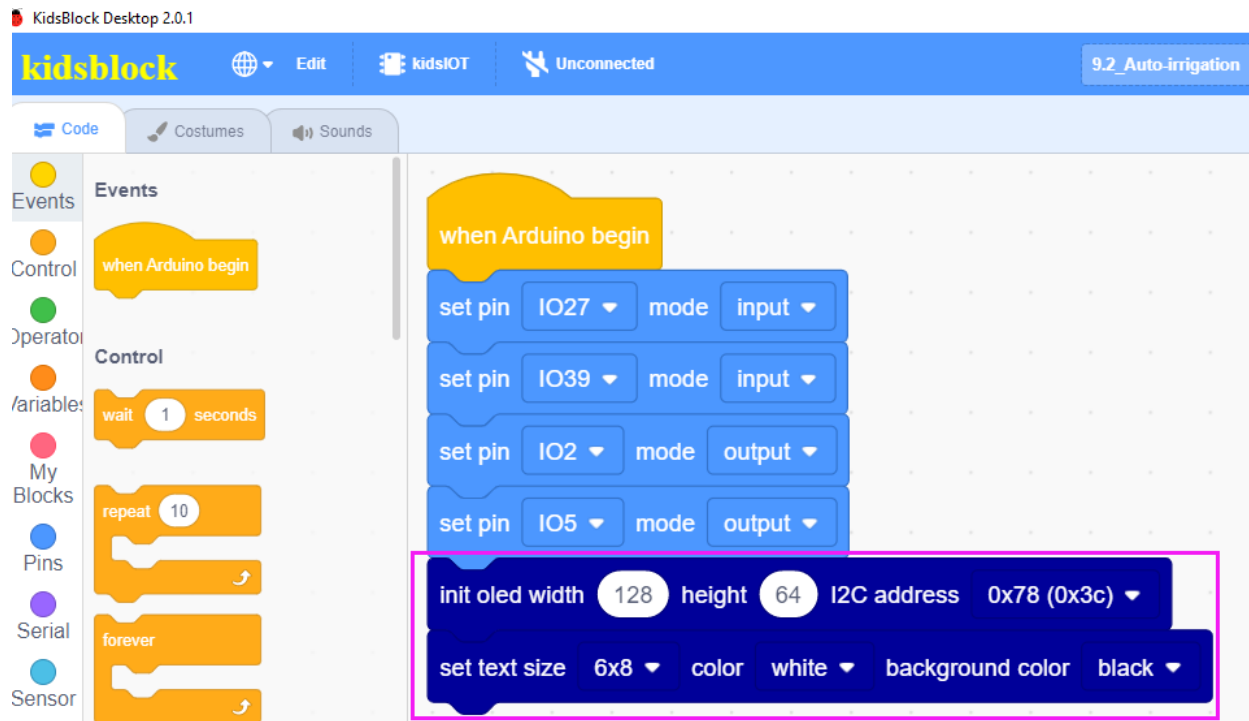 KidsBlock Desktop 2.0.1
kidsblock Edit kidsIOT Unconnected 9.2_Auto-irrigation
Code Costumes Sounds
Events
Control
Operator
Variables
My
Blocks
Pins
Serial
Sensor
Events
when Arduino begin
Control
wait 1 seconds
repeat 10
forever
when Arduino begin
set pin IO27 mode input
set pin IO39 mode input
set pin IO2 mode output
set pin IO5 mode output
init oled width 128 height 64 I2C address 0x78 (0x3c)
set text size 6x8 color white background color black